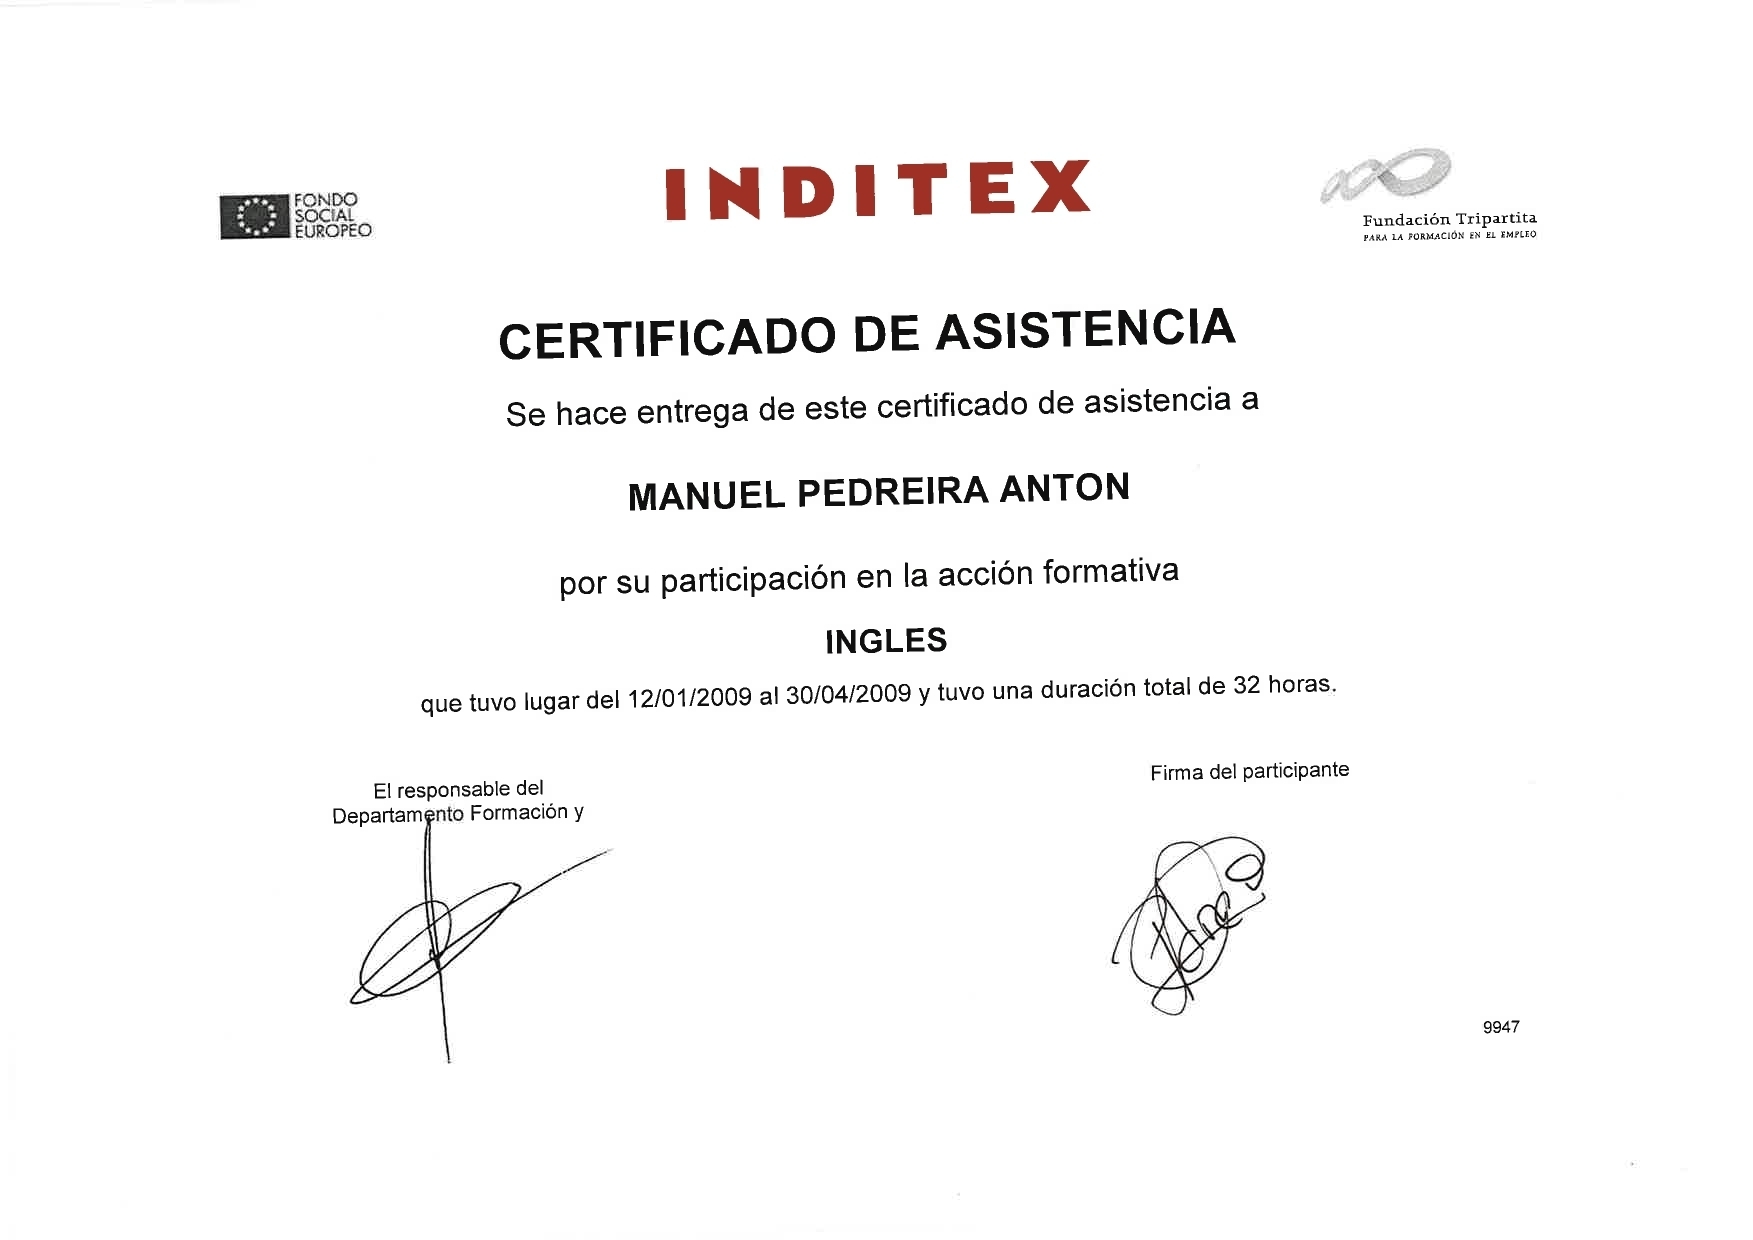 FONDO
SOCIAL
EUROPEO
INDITEX
Fundación Tripartita
PARA LA FORMACIÓN EN EL EMPLEO
CERTIFICADO DE ASISTENCIA
Se hace entrega de este certificado de asistencia a
MANUEL PEDREIRA ANTON
por su participación en la acción formativa
INGLES
que tuvo lugar del 12/01/2009 al 30/04/2009 y tuvo una duración total de 32 horas.
El responsable del
Departamento Formación y
Firma del participante
9947